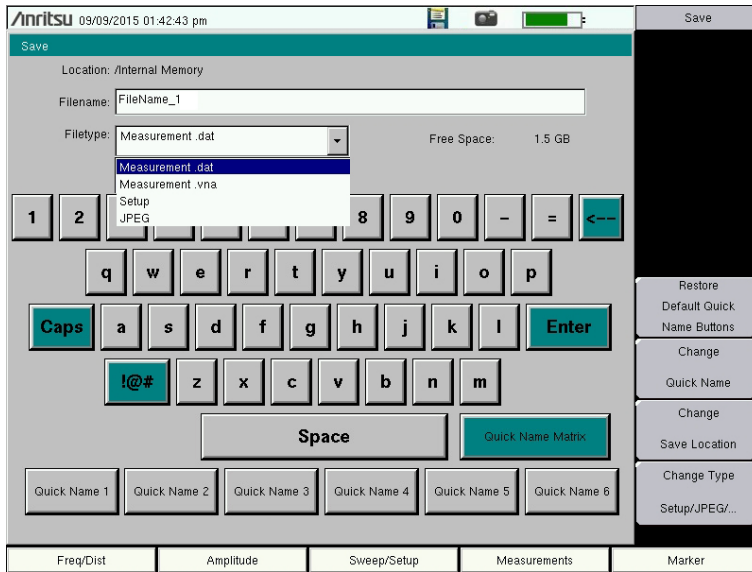 /Inritsu 09/09/2015 01:42:43 pm
Save
Save
Location: /Internal Memory
Filename: FileName_1
Filetype: Measurement .dat
Free Space: 1.5 GB
Measurement .dat
Measurement .vna
Setup
JPEG
1 2 8 9 0 - = <--
q w e r t y u i o p
Caps a s d f g h j k l Enter
!@# z x c v b n m
Space Quick Name Matrix
Quick Name 1 Quick Name 2 Quick Name 3 Quick Name 4 Quick Name 5 Quick Name 6
Restore
Default Quick
Name Buttons
Change
Quick Name
Change
Save Location
Change Type
Setup/JPEG/...
Freq/Dist Amplitude Sweep/Setup Measurements Marker